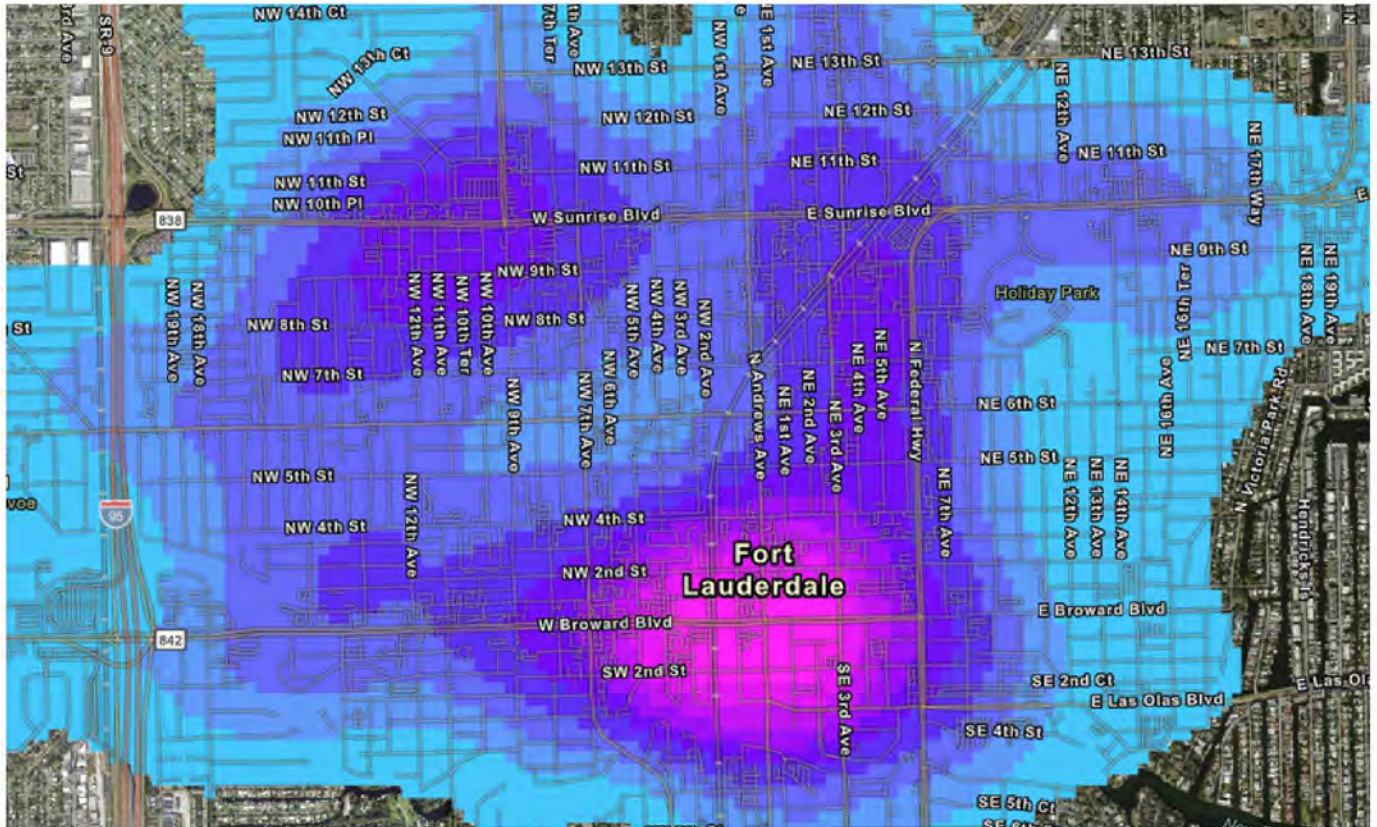 NW 14th Ct
SR 9
NE 13th St
NW 13th Ct
NW 13th St
NE 13th St
NW 1st Ave
NE 12th Ave
NW 12th St
NW 12th St
NE 12th St
NW 11th Pl
NW 11th St
NE 11th St
NE 11th St
NE 17th Way
St
NW 11th St
NW 10th Pl
838
W Sunrise Blvd
E Sunrise Blvd
E
NW 9th St
NE 9th St
Holiday Park
NW 19th Ave
NW 18th Ave
NW 12th Ave
NW 11th Ave
NW 10th Ter
NW 10th Ave
NW 5th Ave
NW 4th Ave
NW 3rd Ave
NW 2nd Ave
NE 16th Ter
NE 18th Ave
NE 19th Ave
St
NW 8th St
NW 8th St
NE 7th St
NW 7th St
NW 9th Ave
NW 7th Ave
NW 6th Ave
N Andrews Ave
NE 1st Ave
NE 2nd Ave
NE 3rd Ave
NE 4th Ave
NE 5th Ave
N Federal Hwy
NE 16th Ave
N Victoria Park Rd
NE 6th St
NE 5th St
NW 5th St
NW 12th Ave
NE 7th Ave
NE 12th Ave
NE 13th Ave
NE 14th Ave
Hendricks Is
95
NW 4th St
NW 4th St
Fort
Lauderdale
NW 2nd St
E Broward Blvd
W Broward Blvd
842
SW 2nd St
SE 3rd Ave
SE 2nd Ct
E Las Olas Blvd
SE 4th St
SE 5th Ct